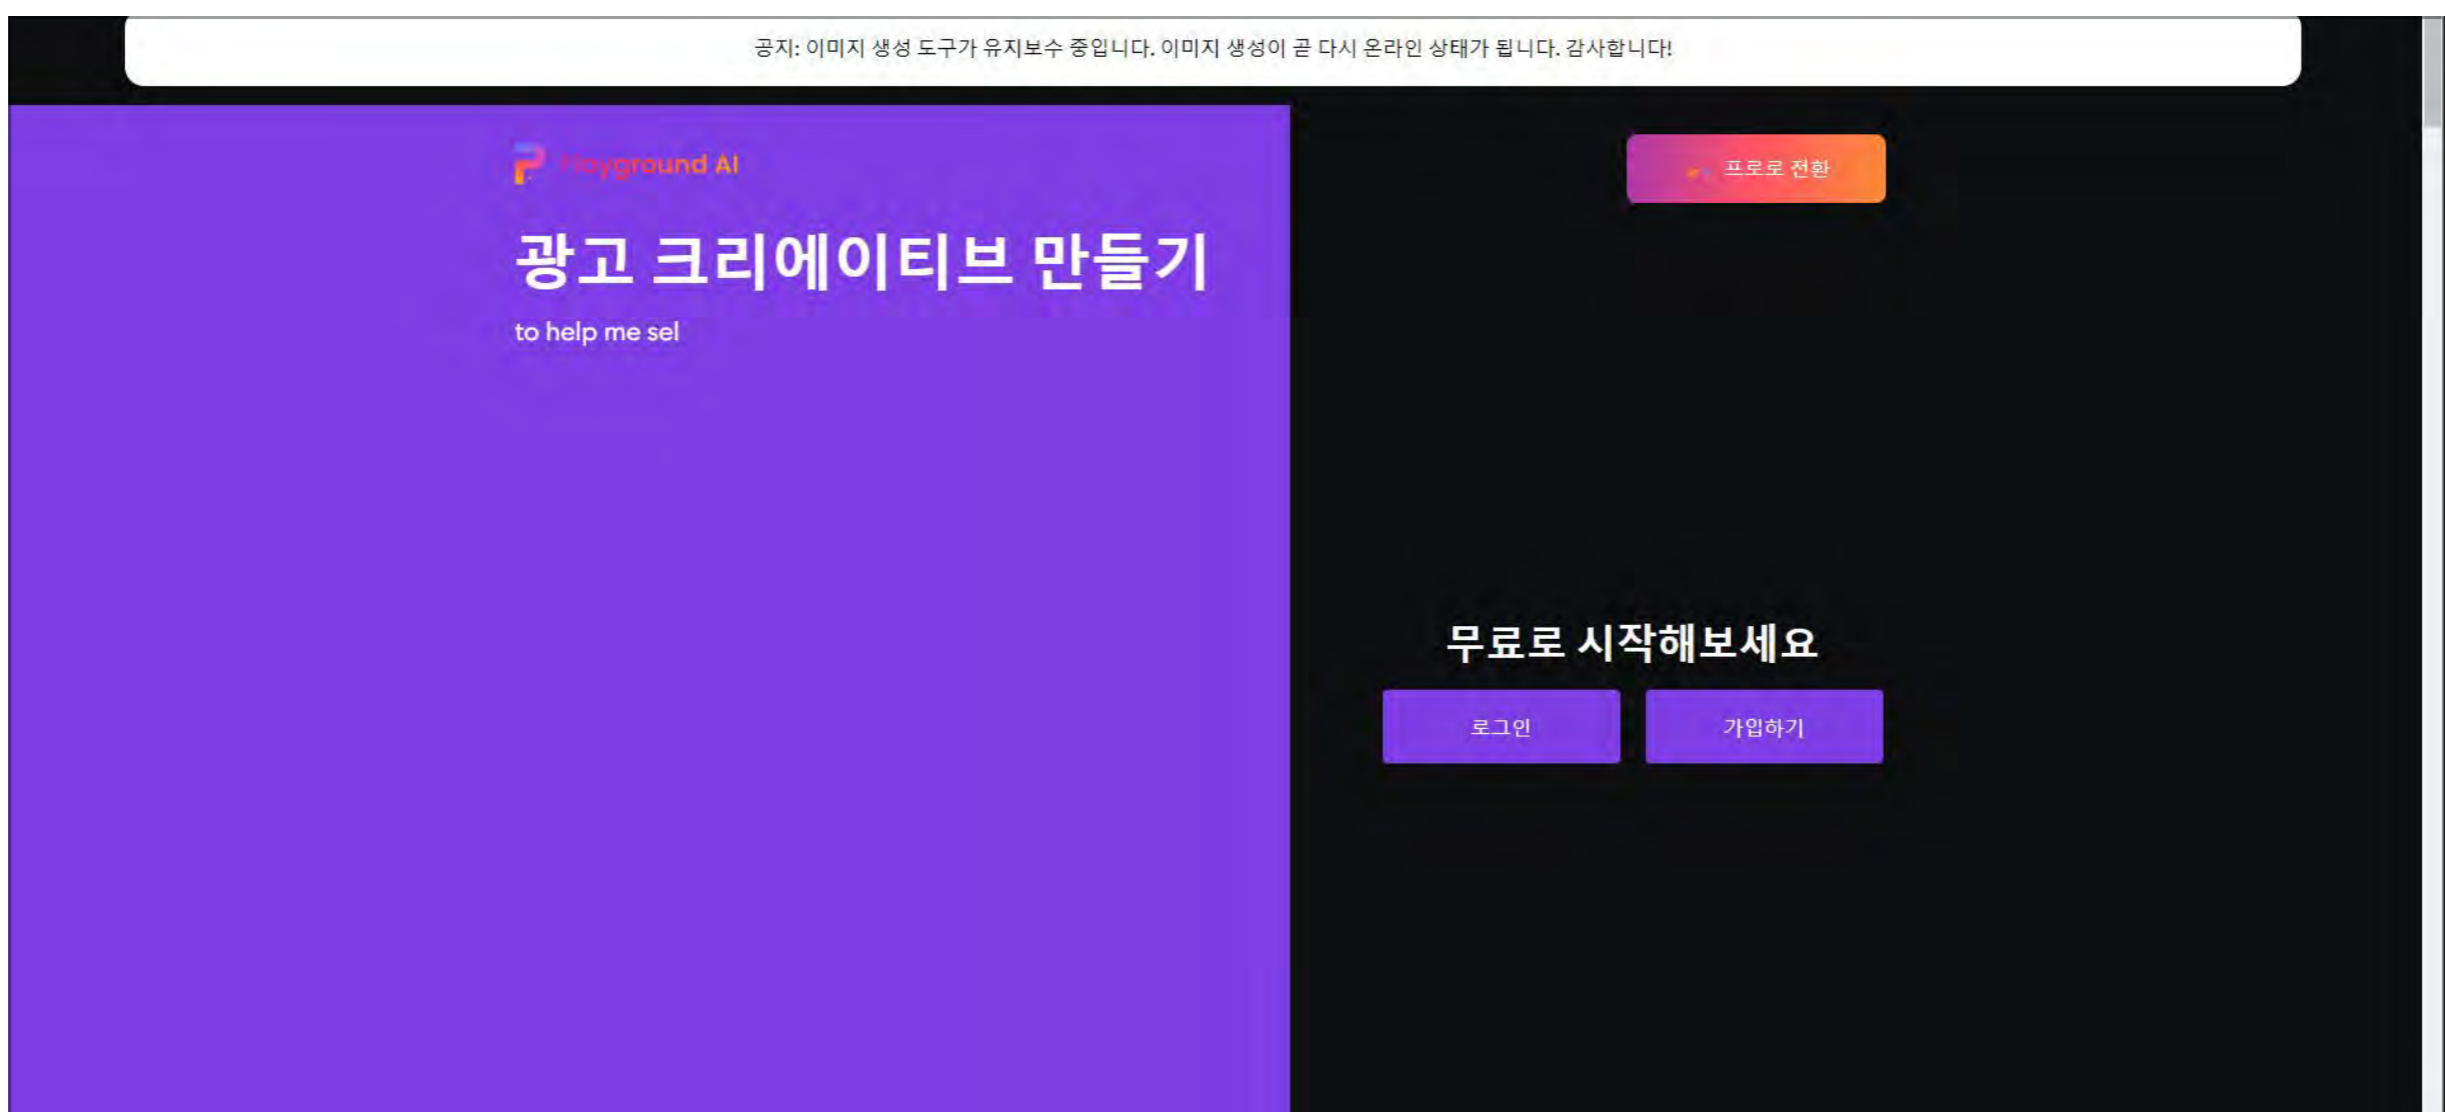 공지: 이미지 생성 도구가 유지보수 중입니다. 이미지 생성이 곧 다시 온라인 상태가 됩니다. 감사합니다!
Playground AI
광고 크리에이티브 만들기
to help me sel
프로로 전환
무료로 시작해보세요
로그인
가입하기